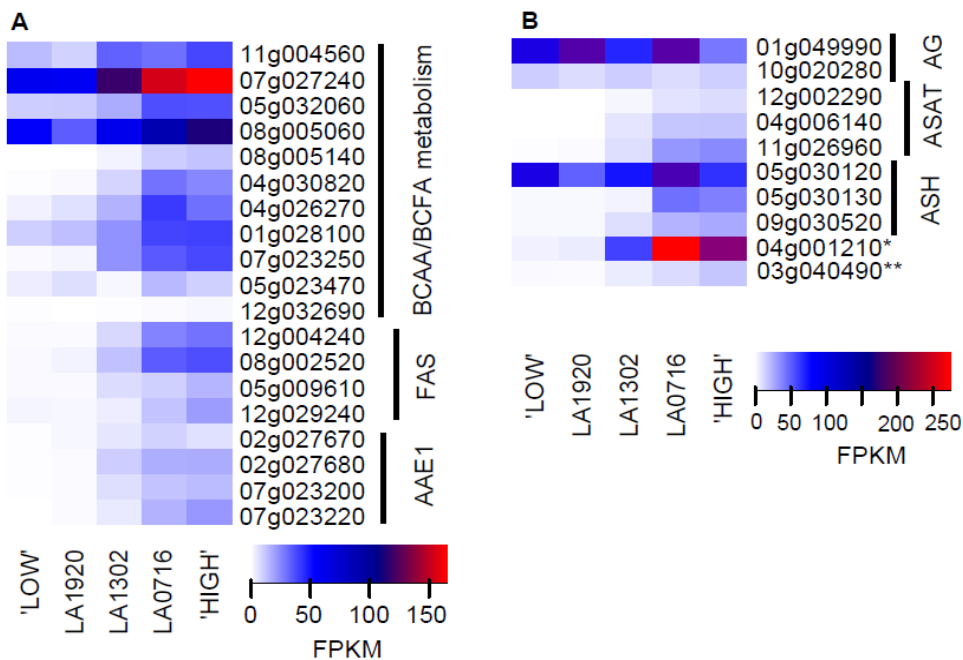 A
11g004560
07g027240
05g032060
08g005060
08g005140
04g030820
04g026270
01g028100
07g023250
05g023470
12g032690
BCAA/BCFA metabolism
12g004240
08g002520
05g009610
12g029240
FAS
02g027670
02g027680
07g023200
07g023220
AAE1
'LOW'
LA1920
LA1302
LA0716
'HIGH'
0 50 100 150
FPKM
B
01g049990
10g020280
AG
12g002290
04g006140
11g026960
ASAT
05g030120
05g030130
09g030520
ASH
04g001210*
03g040490**
'LOW'
LA1920
LA1302
LA0716
'HIGH'
0 50 100 200 250
FPKM